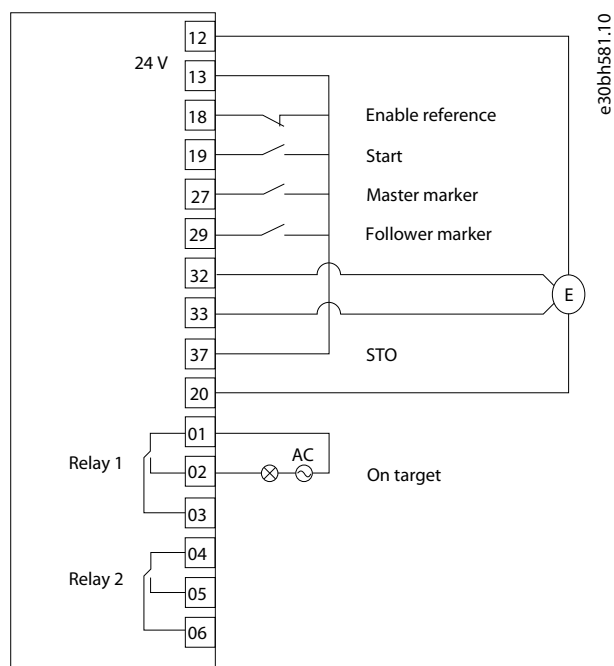 e30bh581.10
12
24 V
13
18 Enable reference
19 Start
27 Master marker
29 Follower marker
32
E
33
37 STO
20
01
AC
Relay 1 02 On target
03
04
Relay 2 05
06